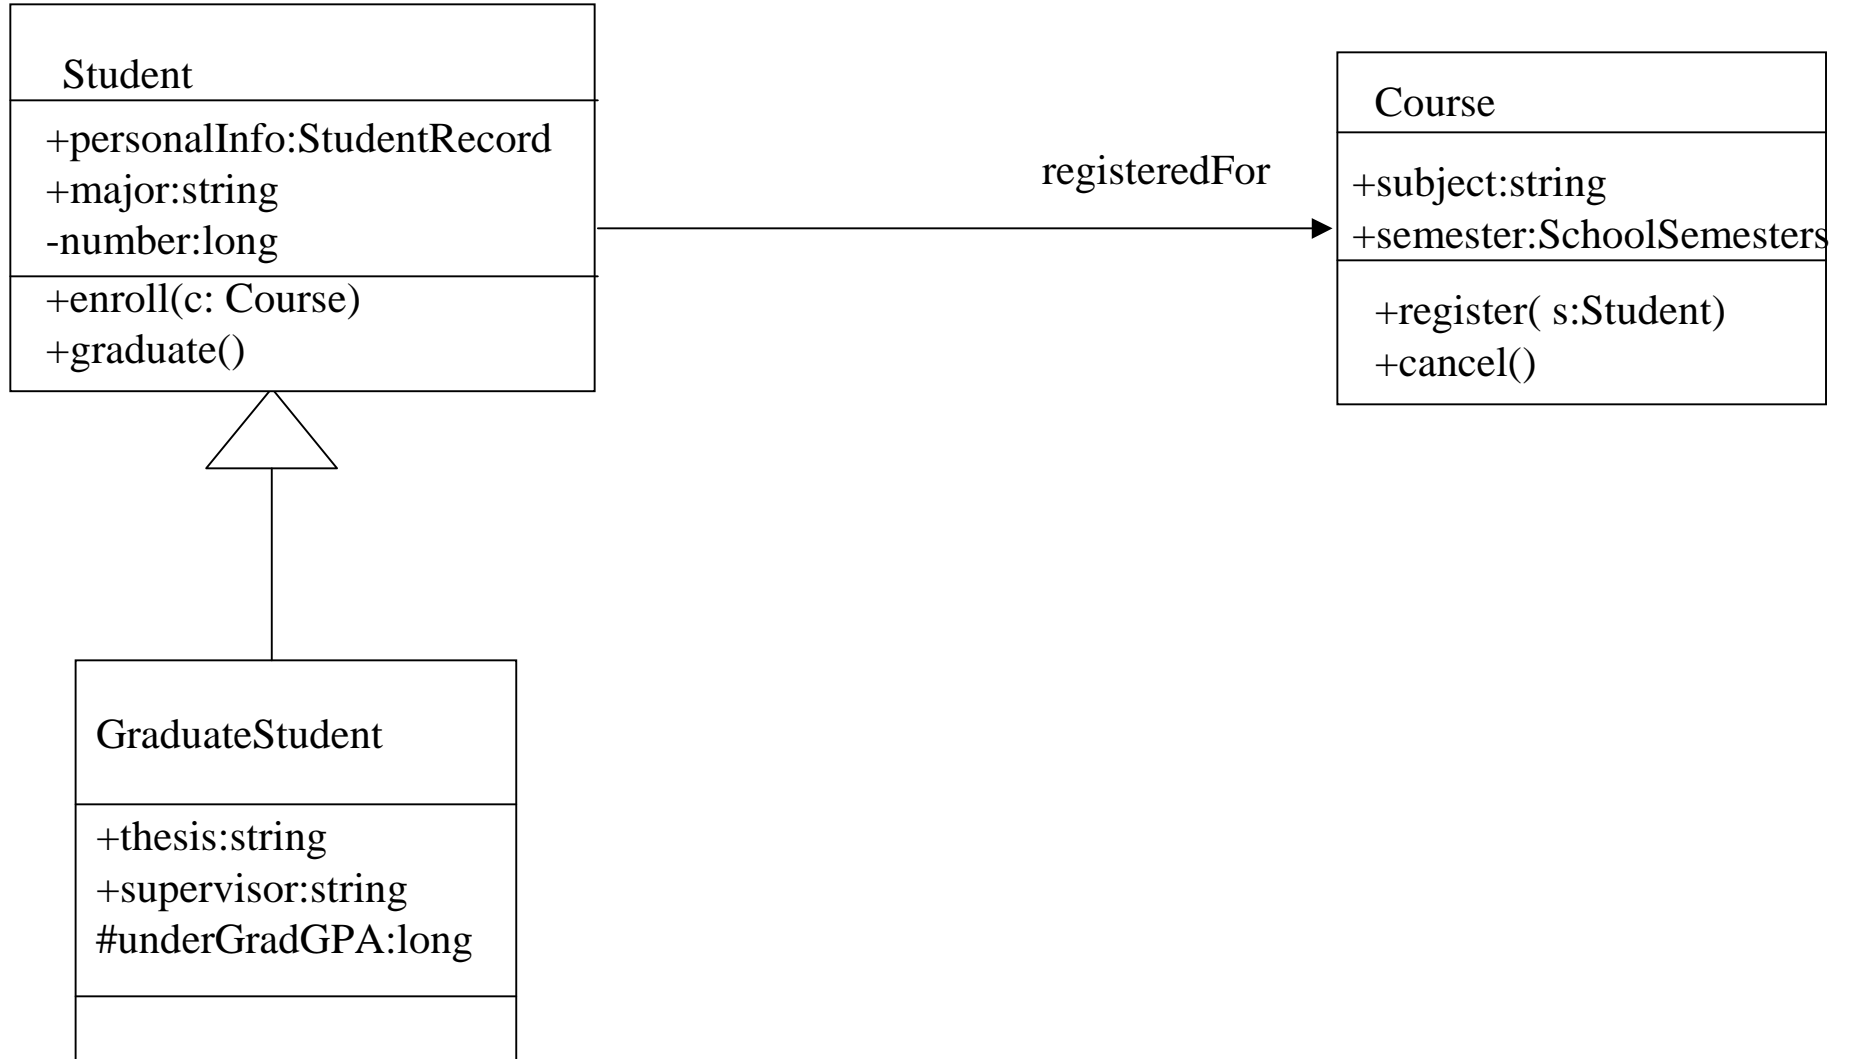 Student
+personalInfo:StudentRecord
+major:string
-number:long
+enroll(c: Course)
+graduate()
registeredFor
Course
+subject:string
+semester:SchoolSemesters
+register( s:Student)
+cancel()
GraduateStudent
+thesis:string
+supervisor:string
#underGradGPA:long